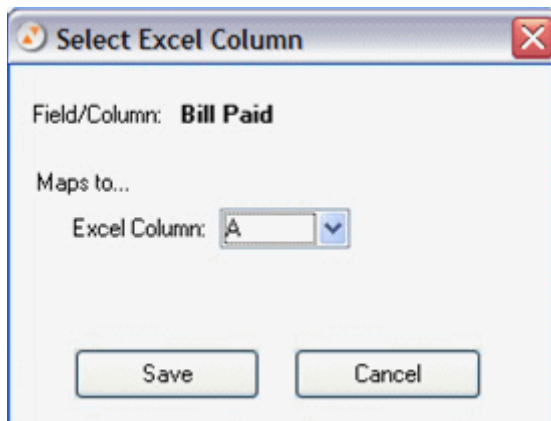 Select Excel Column
Field/Column: Bill Paid
Maps to...
Excel Column: A
Save Cancel